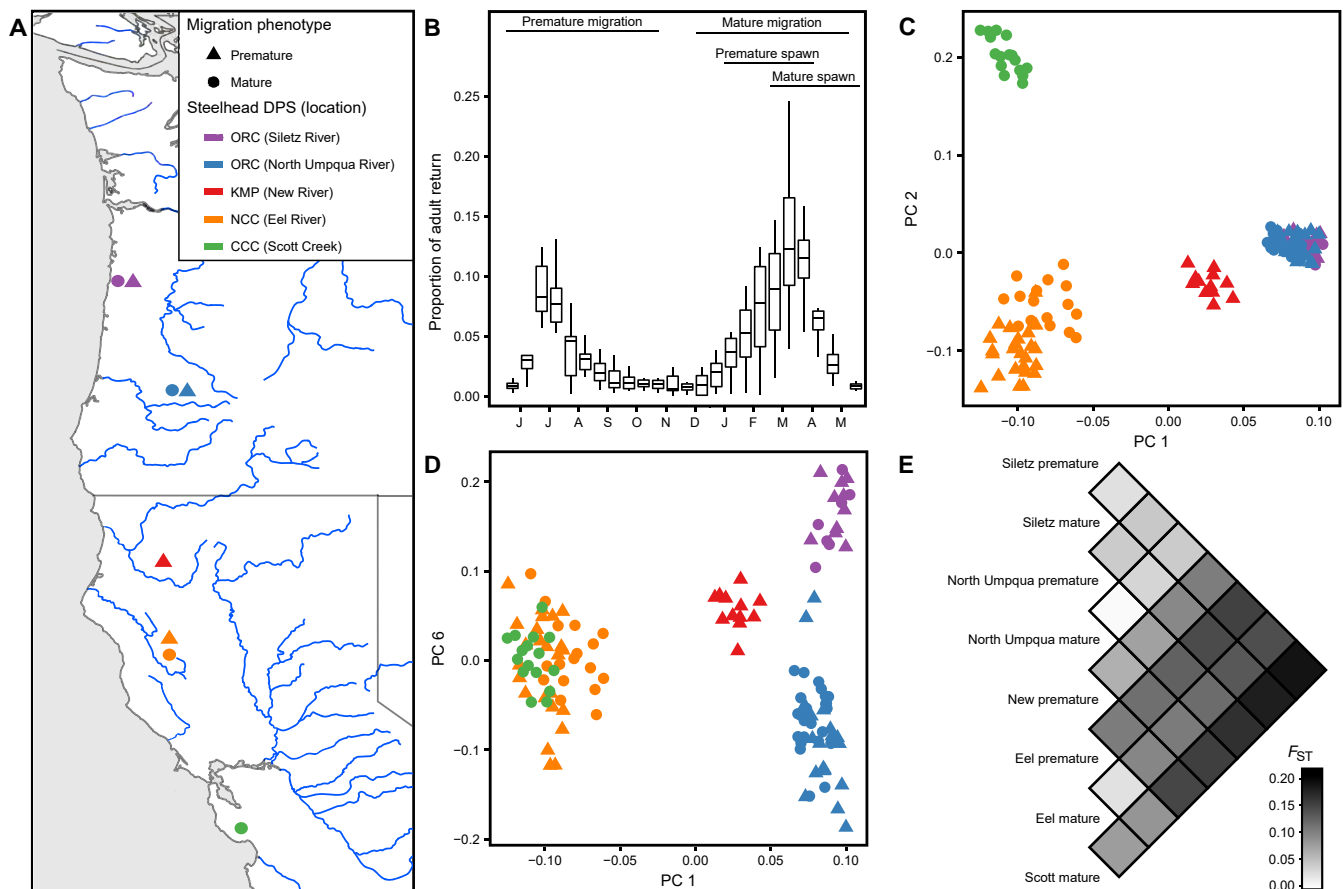 A
Migration phenotype
Premature
Mature
Steelhead DPS (location)
ORC (Siletz River)
ORC (North Umpqua River)
KMP (New River)
NCC (Eel River)
CCC (Scott Creek)
B
Premature migration
Mature migration
Premature spawn
Mature spawn
Proportion of adult return
0.25
0.20
0.15
0.10
0.05
0.00
J J A S O N D J F M A M
C
PC 2
0.2
0.1
0.0
−0.1
−0.10 −0.05 0.00 0.05 0.10
PC 1
D
PC 6
0.2
0.1
0.0
−0.1
−0.2
−0.10 −0.05 0.00 0.05 0.10
PC 1
E
Siletz premature
Siletz mature
North Umpqua premature
North Umpqua mature
New premature
Eel premature
Eel mature
Scott mature
FST
0.20
0.15
0.10
0.05
0.00